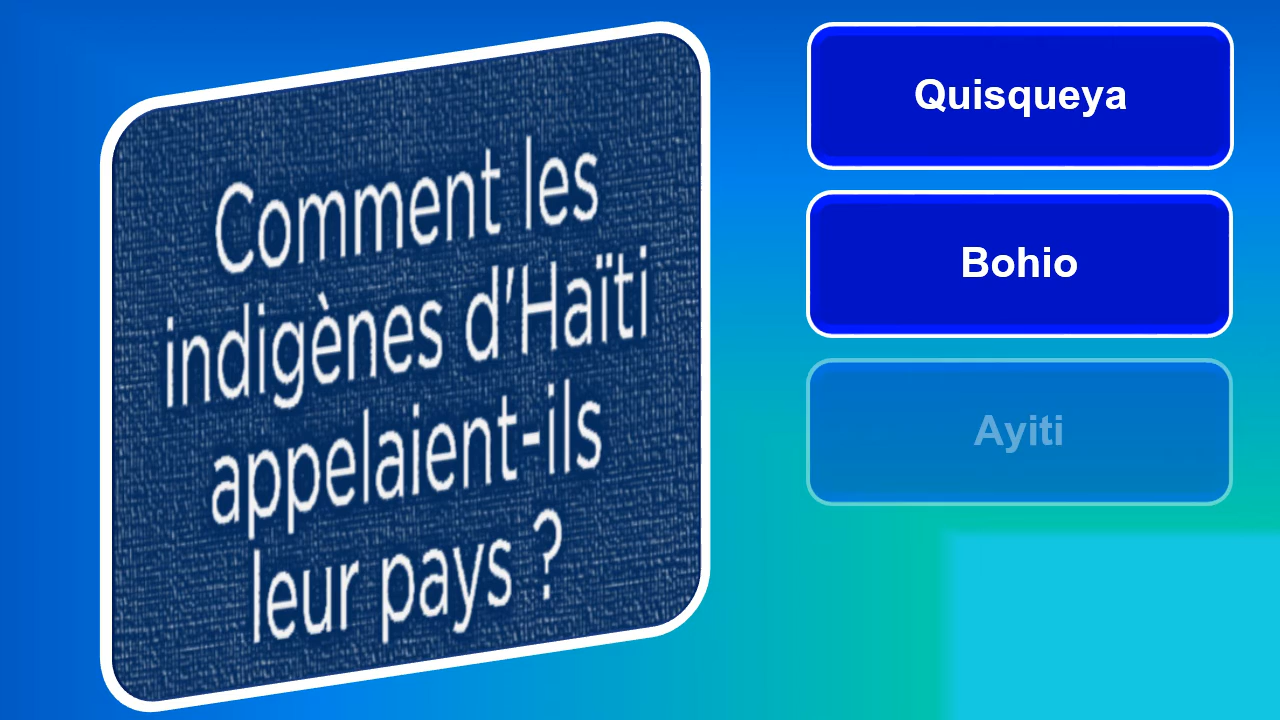 Comment les
indigènes d'Haïti
appelaient-ils
leur pays ?
Quisqueya
Bohio
Ayiti